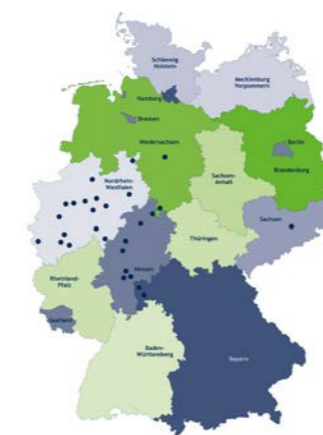 Schleswig
Holstein
Mecklenburg
Vorpommern
Hamburg
Bremen
Niedersachsen
Berlin
Brandenburg
Sachsen-
Anhalt
Nordrhein-
Westfalen
Sachsen
Thüringen
Hessen
Rheinland-
Pfalz
Saarland
Baden-
Württemberg
Bayern